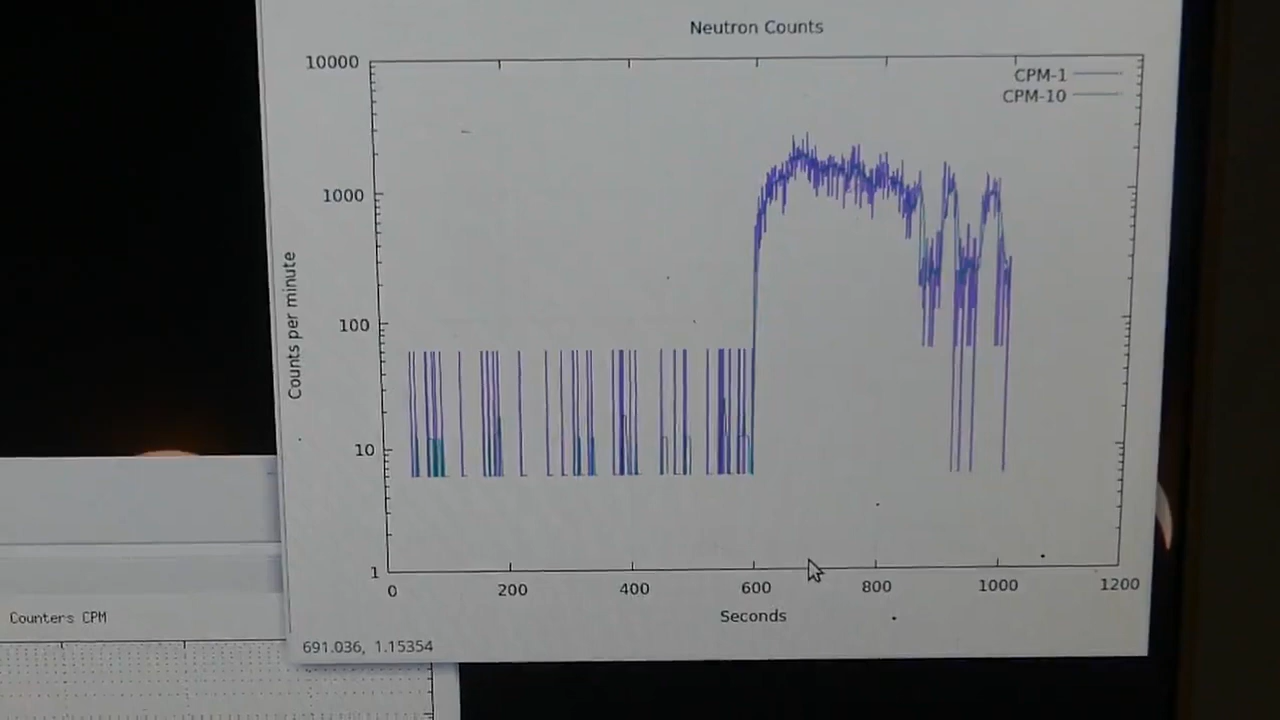 Neutron Counts
10000
CPM-1
CPM-10
1000
100
10
1
Counts per minute
0 200 400 600 800 1000 1200
Seconds
691.036, 1.15354
Counters CPM